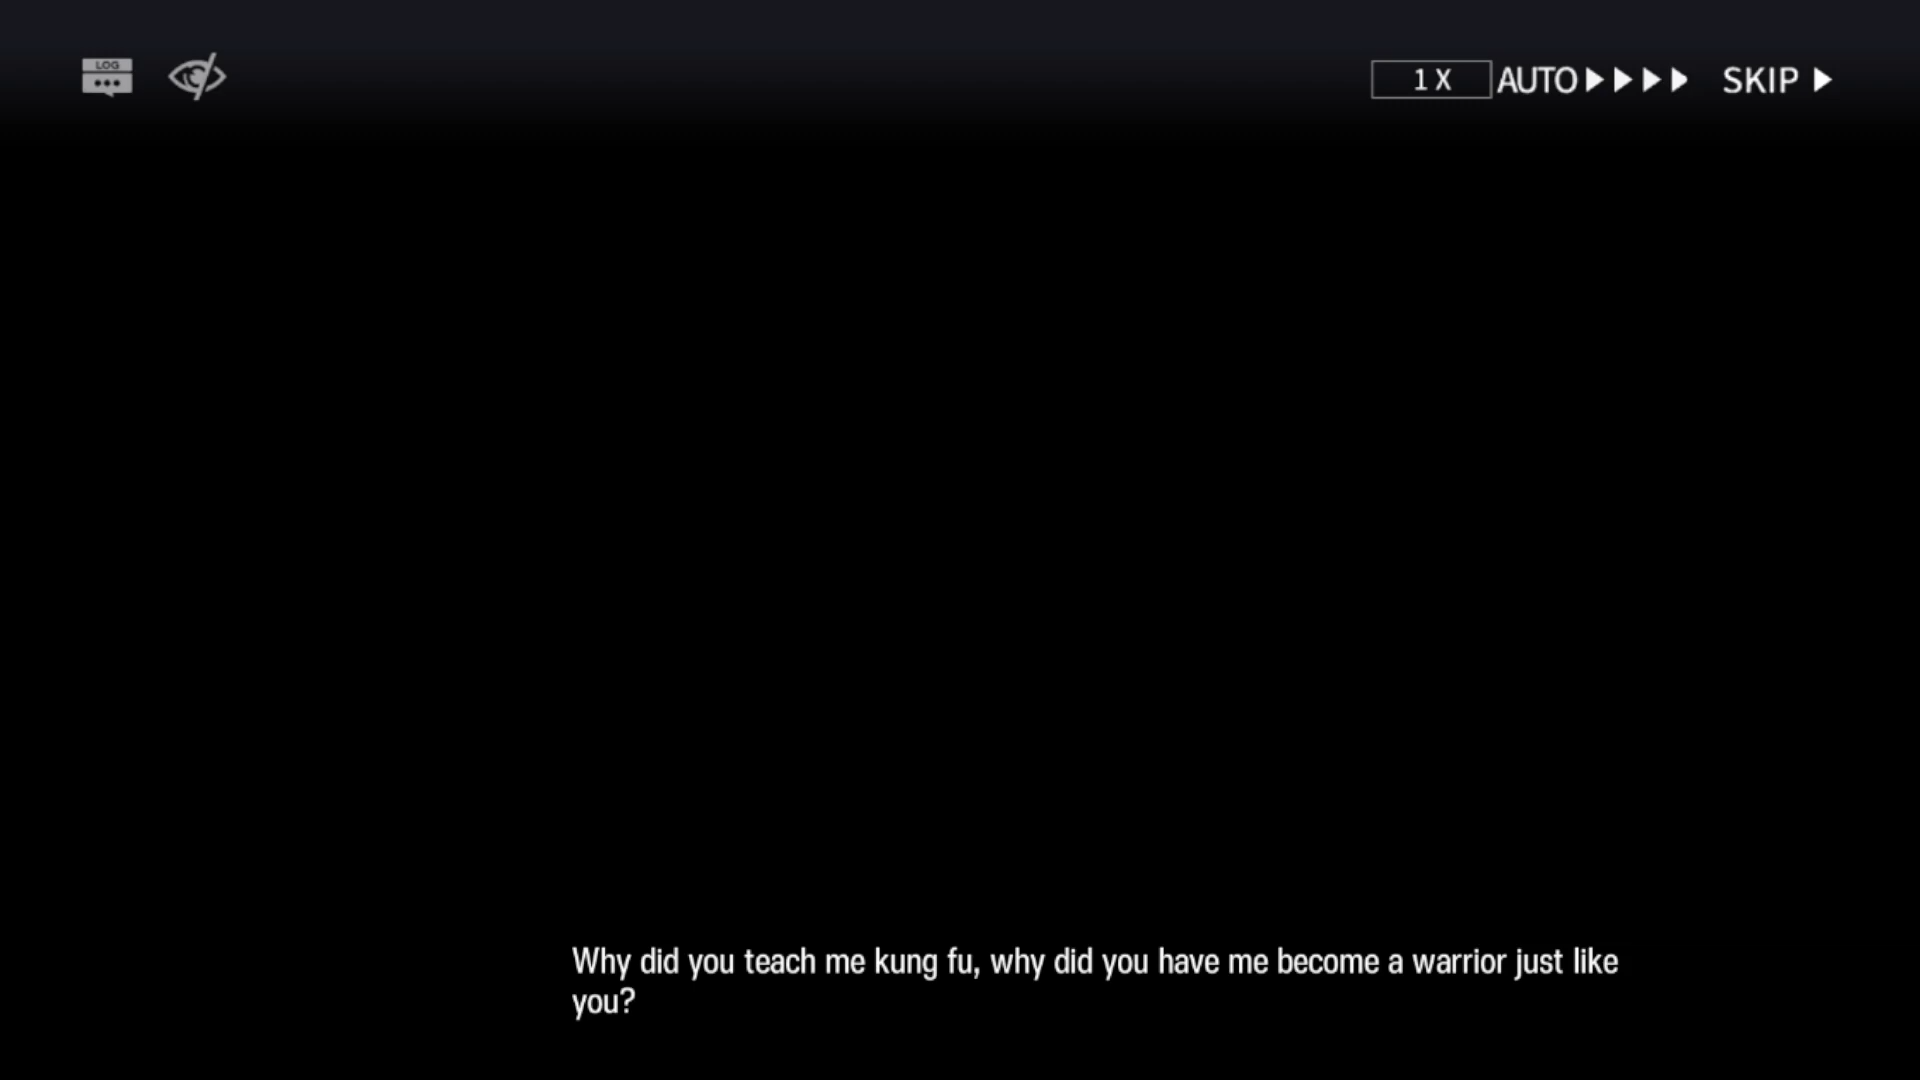 LOG
1 X AUTO SKIP
Why did you teach me kung fu, why did you have me become a warrior just like
you?